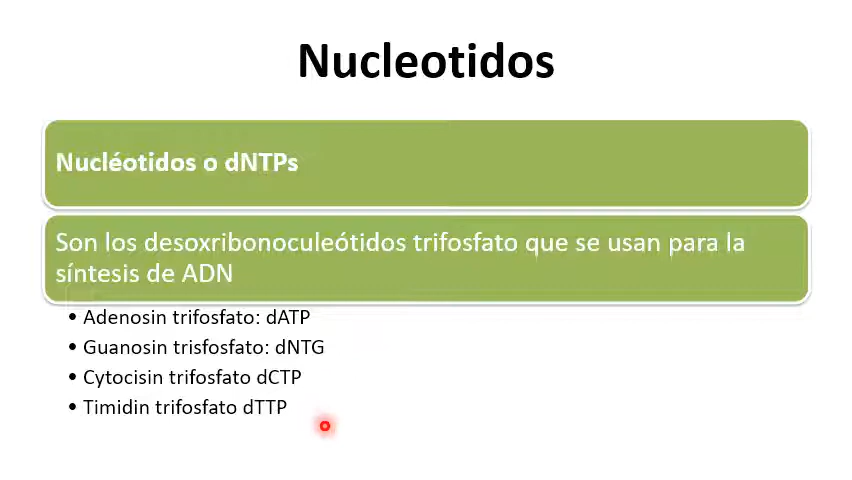 Nucleotidos
Nucléotidos o dNTPs
Son los desoxribonoculeótidos trifosfato que se usan para la
síntesis de ADN
• Adenosin trifosfato: dATP
• Guanosin trisfosfato: dNTG
• Cytocisin trifosfato dCTP
• Timidin trifosfato dTTP